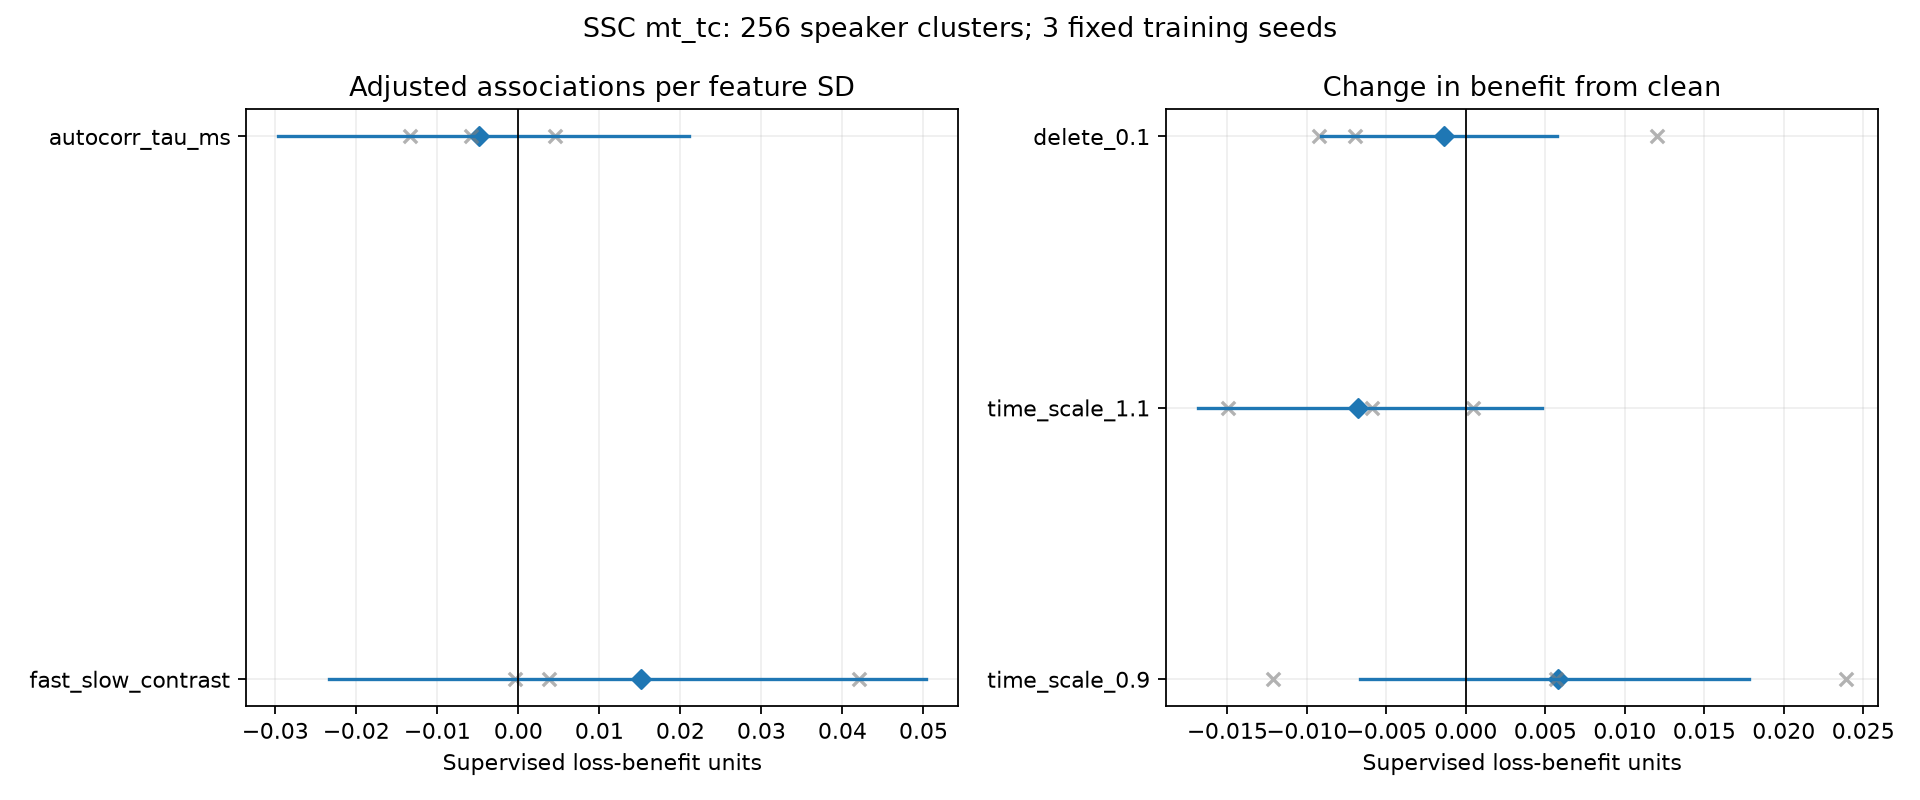 SSC mt_tc: 256 speaker clusters; 3 fixed training seeds
Adjusted associations per feature SD
autocorr_tau_ms
fast_slow_contrast
−0.03 −0.02 −0.01 0.00 0.01 0.02 0.03 0.04 0.05
Supervised loss-benefit units
Change in benefit from clean
delete_0.1
time_scale_1.1
time_scale_0.9
−0.015 −0.010 −0.005 0.000 0.005 0.010 0.015 0.020 0.025
Supervised loss-benefit units